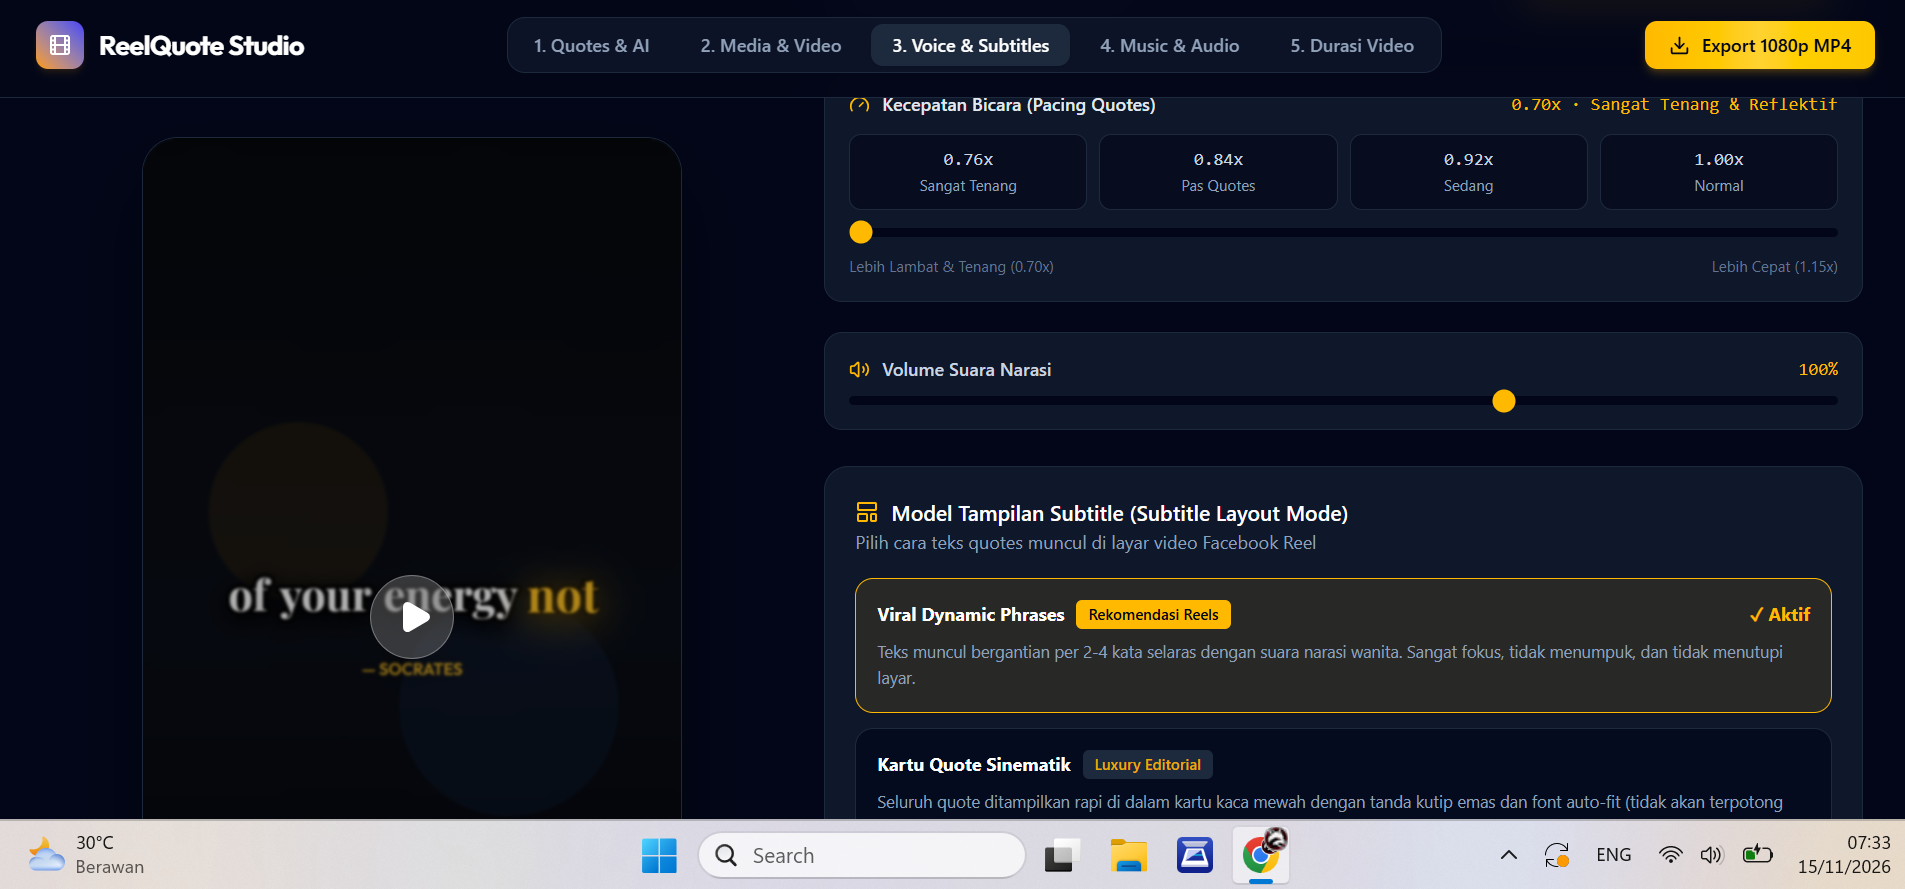 ReelQuote Studio
1. Quotes & AI
2. Media & Video
3. Voice & Subtitles
4. Music & Audio
5. Durasi Video
Export 1080p MP4
of your energy not
— SOCRATES
Kecepatan Bicara (Pacing Quotes)
0.70x · Sangat Tenang & Reflektif
0.76x
Sangat Tenang
0.84x
Pas Quotes
0.92x
Sedang
1.00x
Normal
Lebih Lambat & Tenang (0.70x)
Lebih Cepat (1.15x)
Volume Suara Narasi
100%
Model Tampilan Subtitle (Subtitle Layout Mode)
Pilih cara teks quotes muncul di layar video Facebook Reel
Viral Dynamic Phrases
Rekomendasi Reels
✓ Aktif
Teks muncul bergantian per 2-4 kata selaras dengan suara narasi wanita. Sangat fokus, tidak menumpuk, dan tidak menutupi
layar.
Kartu Quote Sinematik
Luxury Editorial
Seluruh quote ditampilkan rapi di dalam kartu kaca mewah dengan tanda kutip emas dan font auto-fit (tidak akan terpotong
30°C
Berawan
Search
ENG
07:33
15/11/2026